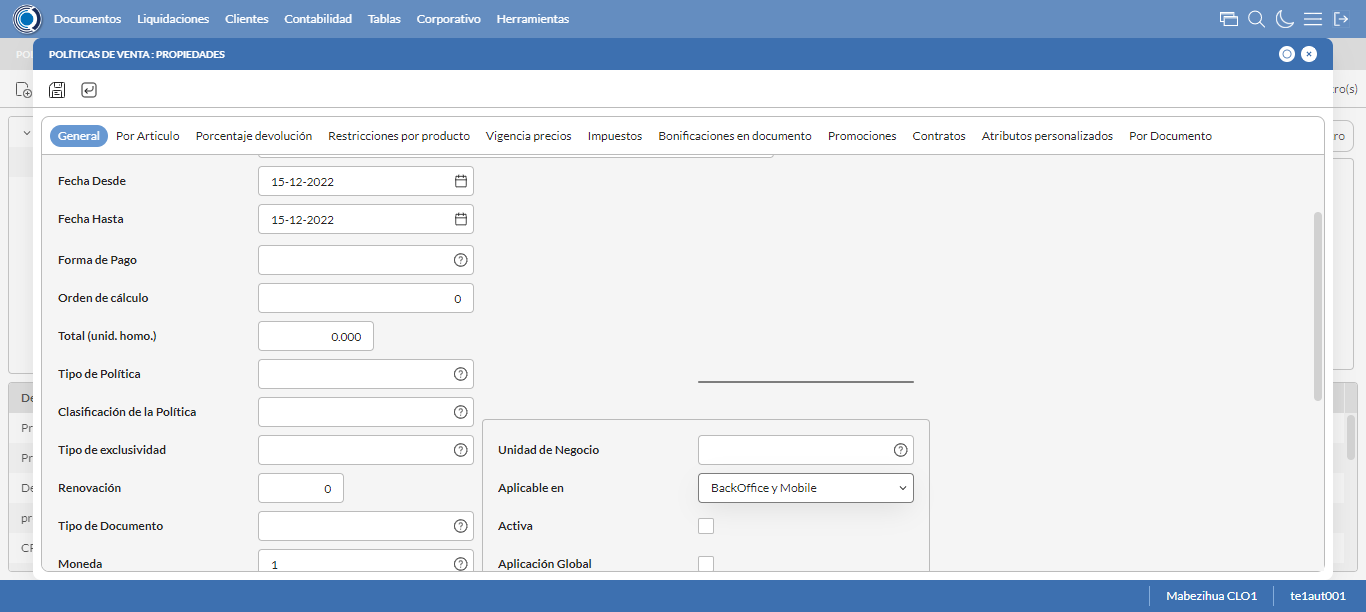 Documentos Liquidaciones Clientes Contabilidad Tablas Corporativo Herramientas
POLÍTICAS DE VENTA : PROPIEDADES
General Por Articulo Porcentaje devolución Restricciones por producto Vigencia precios Impuestos Bonificaciones en documento Promociones Contratos Atributos personalizados Por Documento
Fecha Desde 15-12-2022
Fecha Hasta 15-12-2022
Forma de Pago
Orden de cálculo 0
Total (unid. homo.) 0.000
Tipo de Política
Clasificación de la Política
Tipo de exclusividad Unidad de Negocio
Renovación 0 Aplicable en BackOffice y Mobile
Tipo de Documento Activa
Moneda 1 Aplicación Global
Mabezihua CLO1 te1aut001